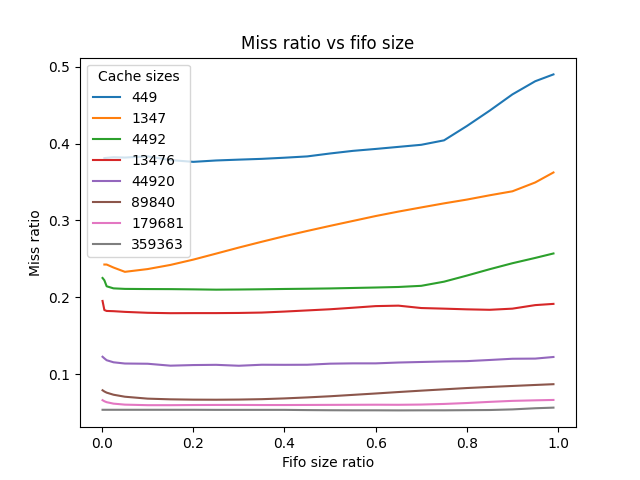 Miss ratio vs fifo size
Cache sizes
449
1347
4492
13476
44920
89840
179681
359363
Miss ratio
0.5
0.4
0.3
0.2
0.1
0.0 0.2 0.4 0.6 0.8 1.0
Fifo size ratio